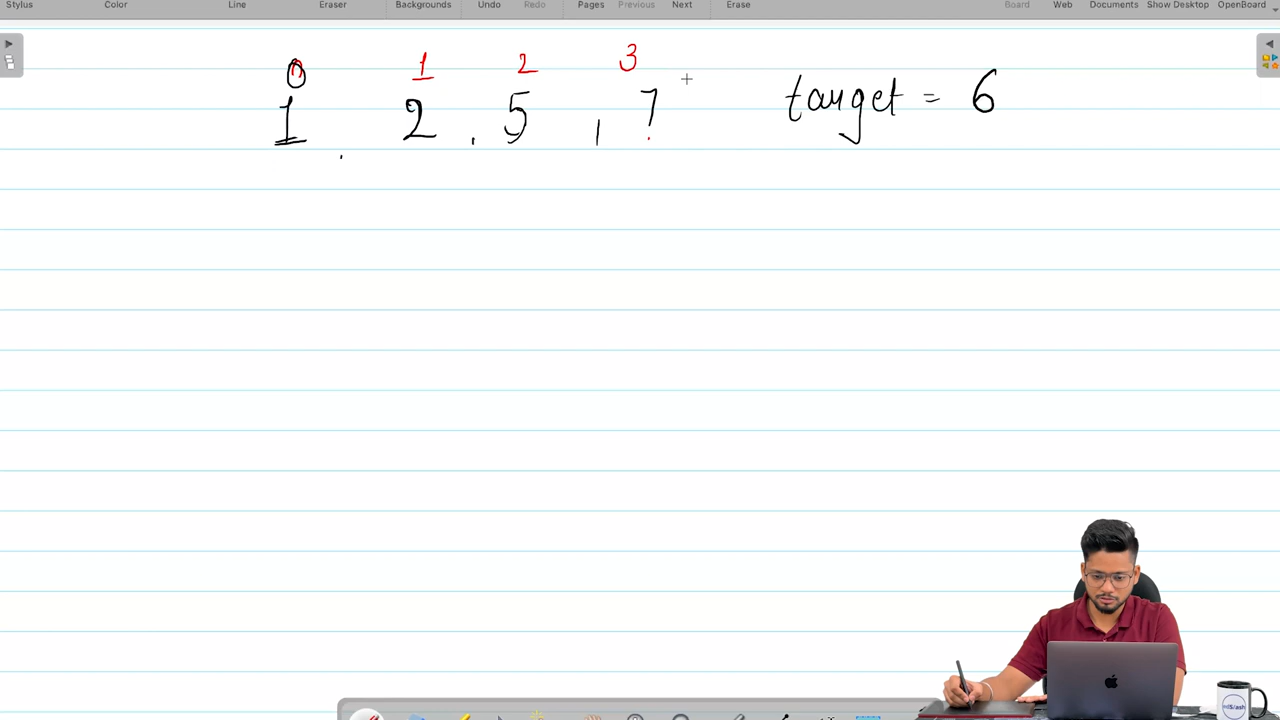 Stylus Color Line Eraser Backgrounds Undo Redo Pages Previous Next Erase Board Web Documents Show Desktop OpenBoard
0 1 2 3
1 . 2 . 5 , 7 target = 6